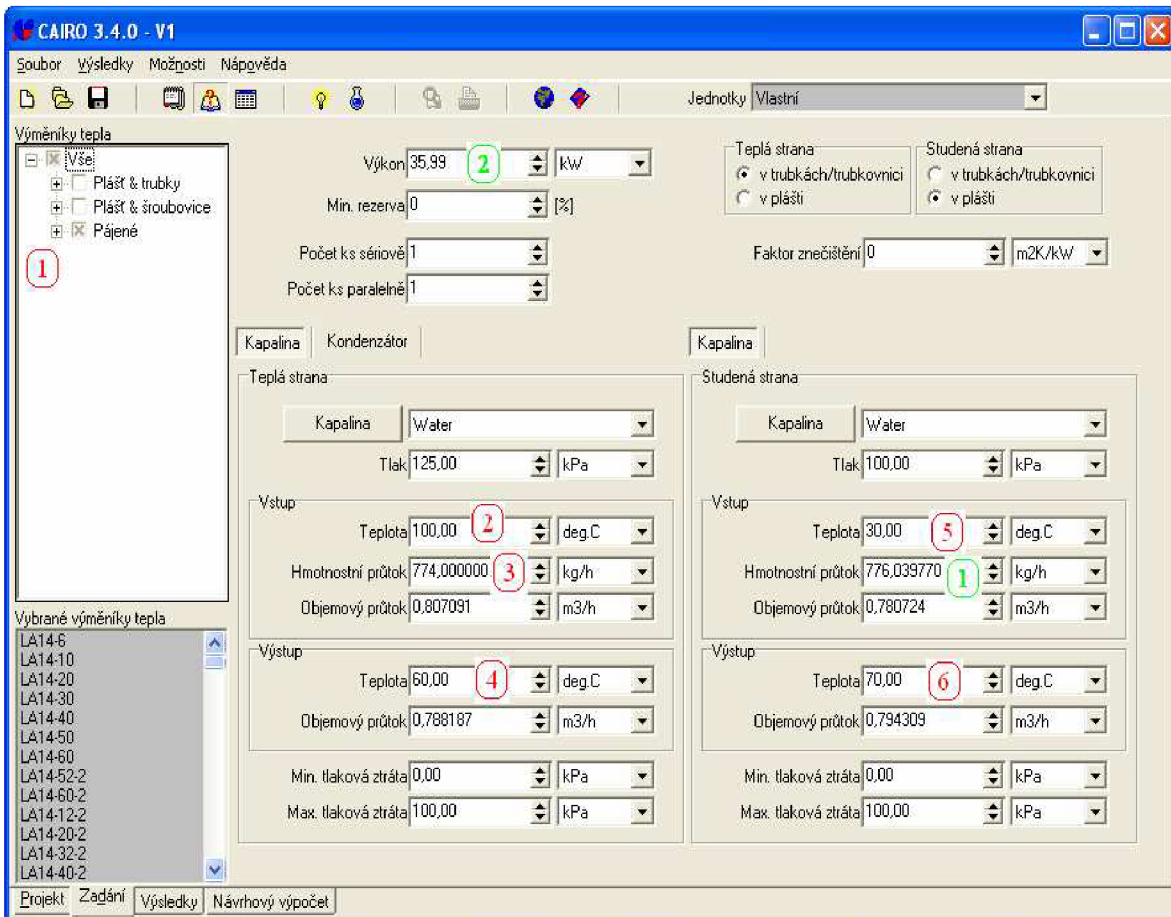 CAIRO 3.4.0 - V1
Soubor Výsledky Možnosti Nápověda
Jednotky Vlastní
Výměníky tepla
Vše
Plášť & trubky
Plášť & šroubovice
Pájené
1
Výkon 35,99 2 kW
Min. rezerva 0 [%]
Počet ks sériově 1
Počet ks paralelně 1
Teplá strana
v trubkách/trubkovnici
v plášti
Studená strana
v trubkách/trubkovnici
v plášti
Faktor znečištění 0 m2K/kW
Kapalina Kondenzátor
Teplá strana
Kapalina Water
Tlak 125,00 kPa
Vstup
Teplota 100,00 2 deg.C
Hmotnostní průtok 774,000000 3 kg/h
Objemový průtok 0,807091 m3/h
Výstup
Teplota 60,00 4 deg.C
Objemový průtok 0,788187 m3/h
Min. tlaková ztráta 0,00 kPa
Max. tlaková ztráta 100,00 kPa
Kapalina
Studená strana
Kapalina Water
Tlak 100,00 kPa
Vstup
Teplota 30,00 5 deg.C
Hmotnostní průtok 776,039770 1 kg/h
Objemový průtok 0,780724 m3/h
Výstup
Teplota 70,00 6 deg.C
Objemový průtok 0,794309 m3/h
Min. tlaková ztráta 0,00 kPa
Max. tlaková ztráta 100,00 kPa
Vybrané výměníky tepla
LA14-6
LA14-10
LA14-20
LA14-30
LA14-40
LA14-50
LA14-60
LA14-52-2
LA14-60-2
LA14-12-2
LA14-20-2
LA14-32-2
LA14-40-2
Projekt Zadání Výsledky Návrhový výpočet